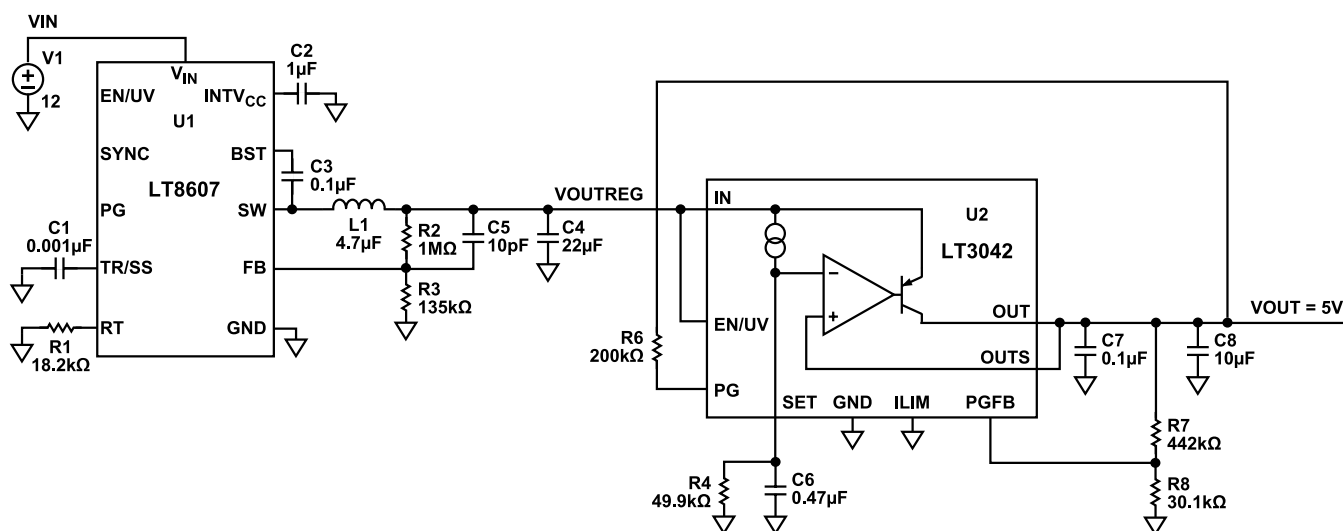 VIN
V1
12
VIN
EN/UV
INTVCC
U1
SYNC
BST
LT8607
PG
SW
TR/SS
FB
RT
GND
C2
1µF
C3
0.1µF
C1
0.001µF
R1
18.2kΩ
L1
4.7µF
R2
1MΩ
C5
10pF
C4
22µF
R3
135kΩ
VOUTREG
IN
U2
LT3042
EN/UV
OUT
OUTS
R6
200kΩ
PG
SET
GND
ILIM
PGFB
R4
49.9kΩ
C6
0.47µF
VOUT = 5V
C7
0.1µF
C8
10µF
R7
442kΩ
R8
30.1kΩ